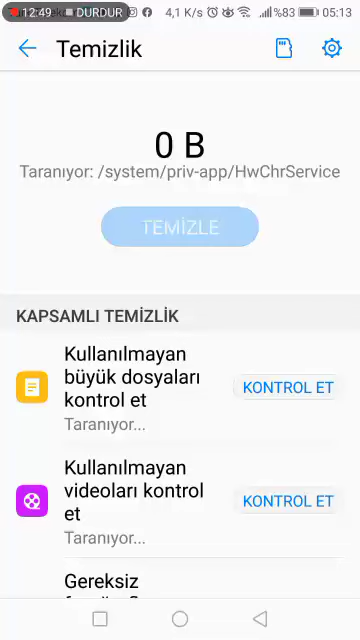 12:49 DURDUR 4,1 K/s %83 05:13
Temizlik
0 B
Taranıyor: /system/priv-app/HwChrService
TEMİZLE
KAPSAMLI TEMİZLİK
Kullanılmayan
büyük dosyaları
kontrol et
KONTROL ET
Taranıyor...
Kullanılmayan
videoları kontrol
et
KONTROL ET
Taranıyor...
Gereksiz